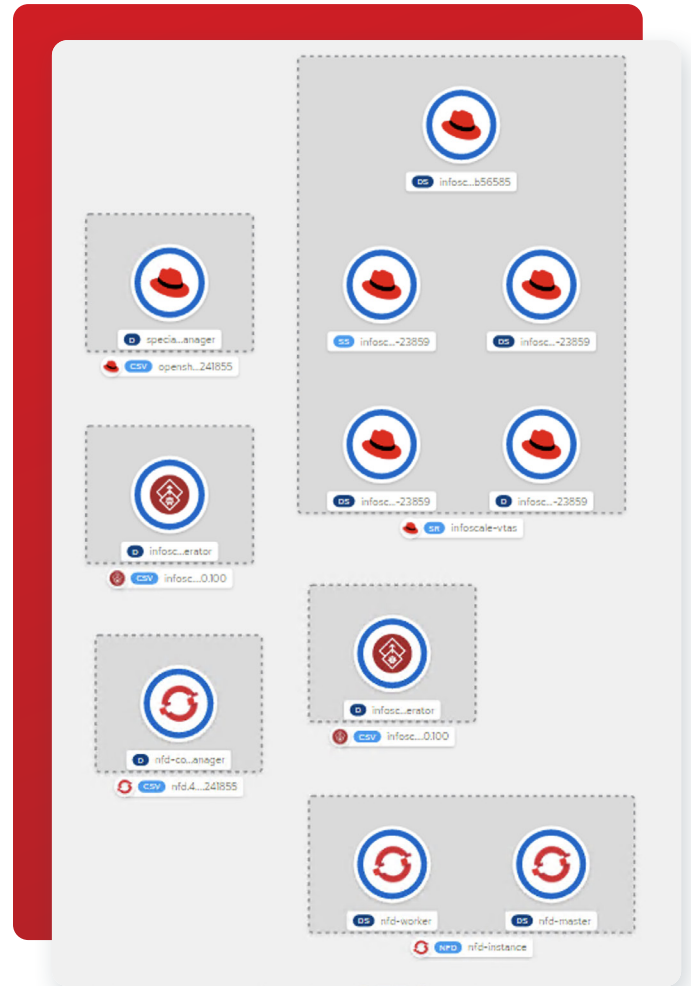 DS infosc...b56585
SS infosc...-23859
DS infosc...-23859
D specia...anager
CSV opensh...241855
DS infosc...-23859
D infosc...-23859
SR infoscale-vtas
D infosc...erator
CSV infosc....0.100
D infosc...erator
CSV infosc....0.100
D nfd-co...anager
CSV nfd.4....241855
DS nfd-worker
DS nfd-master
NFD nfd-instance